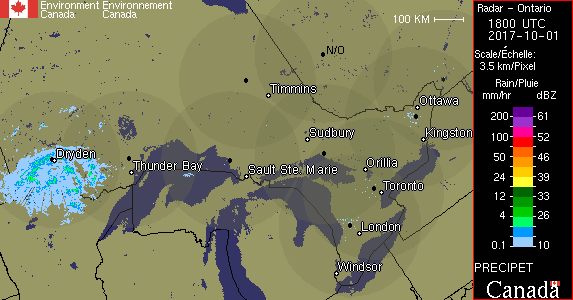 Environment Environnement
Canada Canada
100 KM
N/O
Timmins
Ottawa
Sudbury
Kingston
Dryden
Thunder Bay
Sault Ste. Marie
Orillia
Toronto
London
Windsor
Radar - Ontario
1800 UTC
2017-10-01
Scale/Échelle:
3.5 km/Pixel
Rain/Pluie
mm/hr dBZ
200 61
100 52
50 46
24 39
12 33
4 26
0.1 10
PRECIPET
Canada